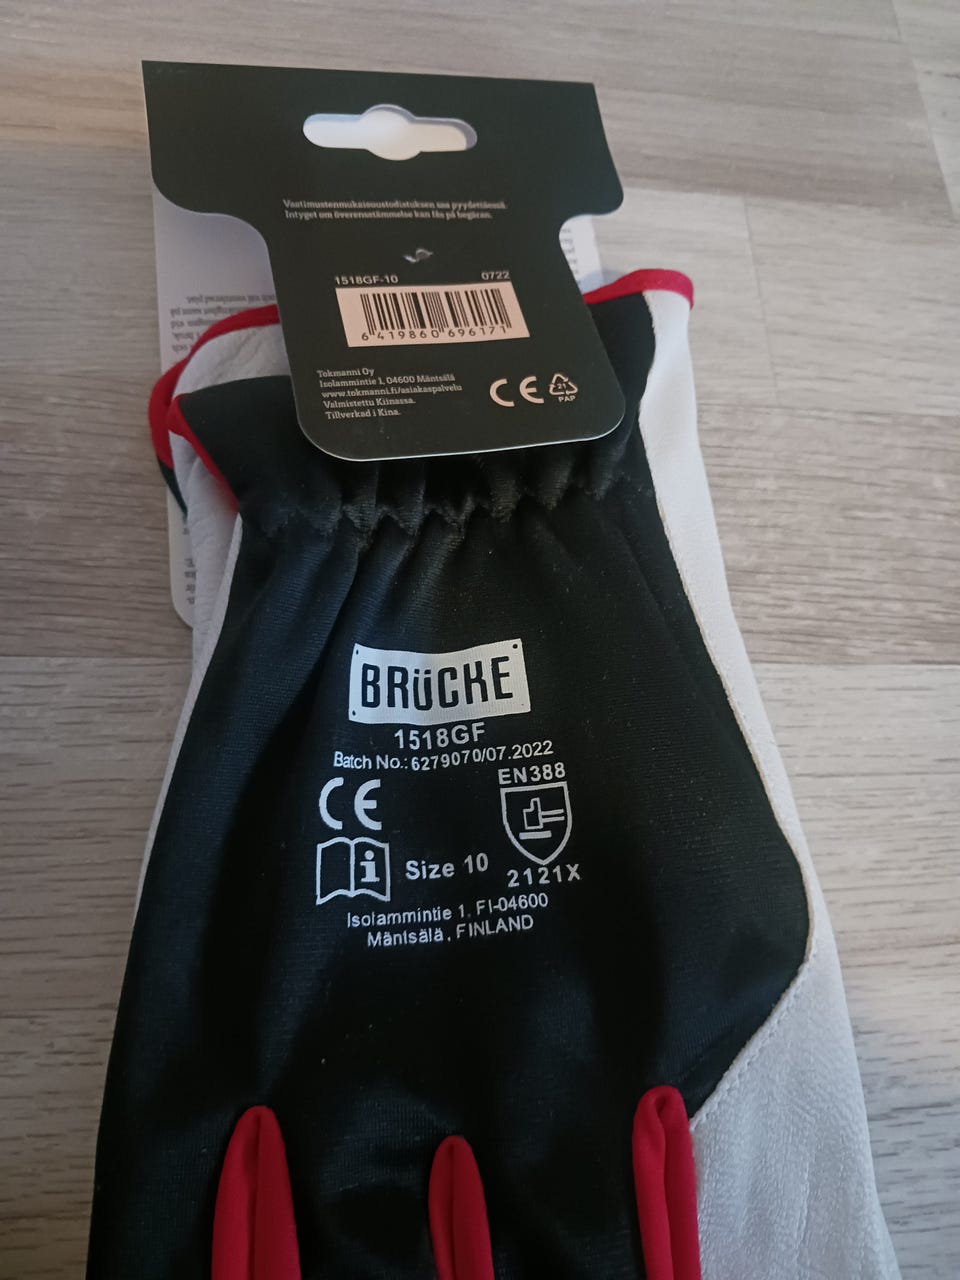 Vaatimustenmukaisuustodistuksen saa pyydettäessä.
Intyget om överensstämmelse kan fås på begäran.
1518GF-10 0722
6 419860 696171
Tokmanni Oy
Isolammintie 1, 04600 Mäntsälä
www.tokmanni.fi/asiakaspalvelu
Valmistettu Kiinassa.
Tillverkad i Kina.
CE 21
PAP
BRÜCKE
1518GF
Batch No.: 6279070/07.2022
CE EN388
i Size 10 2121X
Isolammintie 1, FI-04600
Mäntsälä, FINLAND